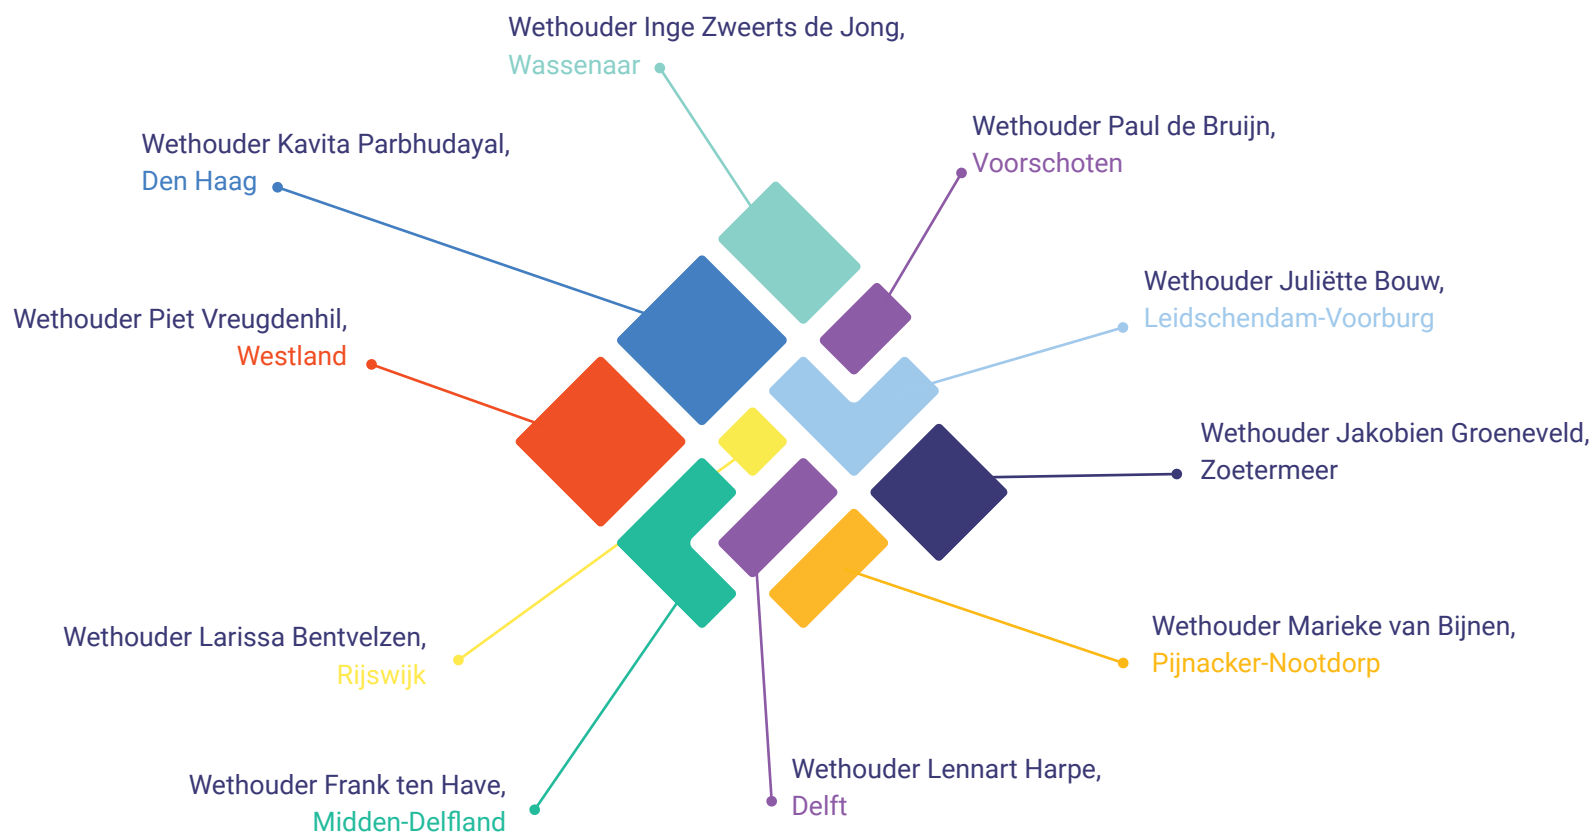 Wethouder Inge Zweerts de Jong,
Wassenaar
Wethouder Paul de Bruijn,
Voorschoten
Wethouder Kavita Parbhudayal,
Den Haag
Wethouder Juliëtte Bouw,
Leidschendam-Voorburg
Wethouder Piet Vreugdenhil,
Westland
Wethouder Jakobien Groeneveld,
Zoetermeer
Wethouder Larissa Bentvelzen,
Rijswijk
Wethouder Marieke van Bijnen,
Pijnacker-Nootdorp
Wethouder Frank ten Have,
Midden-Delfland
Wethouder Lennart Harpe,
Delft